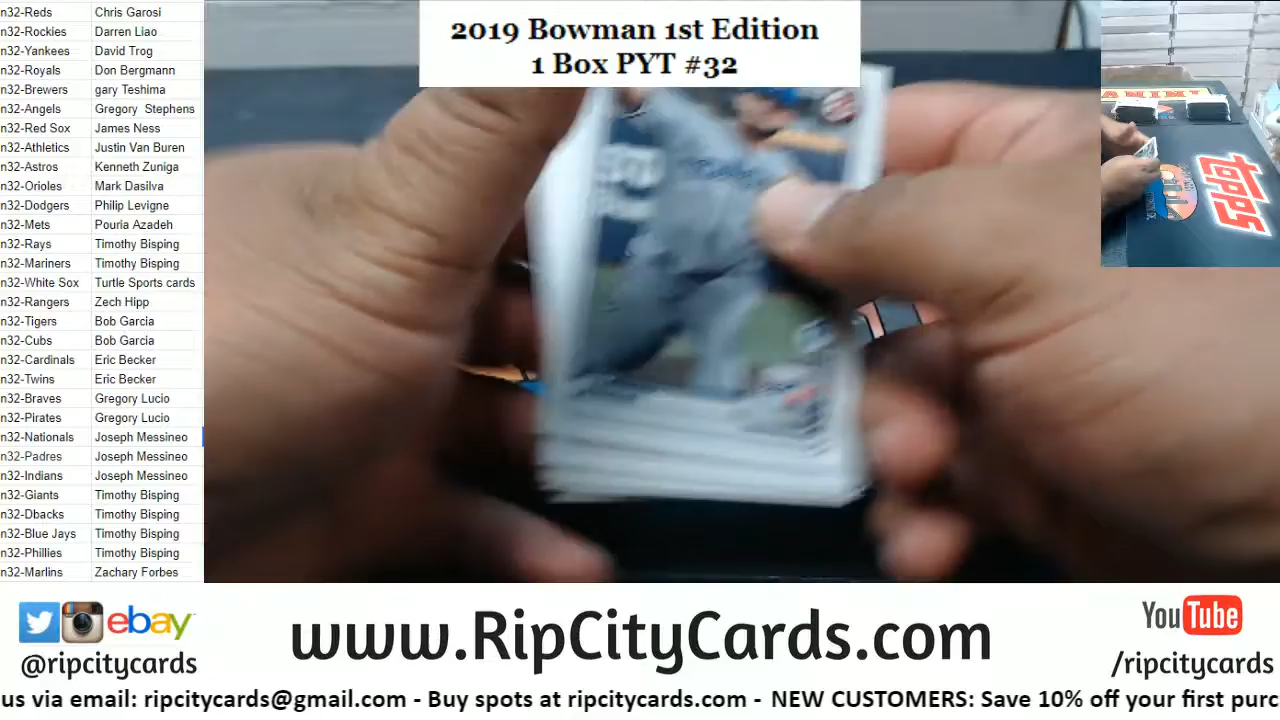 2019 Bowman 1st Edition
1 Box PYT #32
n32-Reds Chris Garosi
n32-Rockies Darren Liao
n32-Yankees David Trog
n32-Royals Don Bergmann
n32-Brewers gary Teshima
n32-Angels Gregory Stephens
n32-Red Sox James Ness
n32-Athletics Justin Van Buren
n32-Astros Kenneth Zuniga
n32-Orioles Mark Dasilva
n32-Dodgers Philip Levigne
n32-Mets Pouria Azadeh
n32-Rays Timothy Bisping
n32-Mariners Timothy Bisping
n32-White Sox Turtle Sports cards
n32-Rangers Zech Hipp
n32-Tigers Bob Garcia
n32-Cubs Bob Garcia
n32-Cardinals Eric Becker
n32-Twins Eric Becker
n32-Braves Gregory Lucio
n32-Pirates Gregory Lucio
n32-Nationals Joseph Messineo
n32-Padres Joseph Messineo
n32-Indians Joseph Messineo
n32-Giants Timothy Bisping
n32-Dbacks Timothy Bisping
n32-Blue Jays Timothy Bisping
n32-Phillies Timothy Bisping
n32-Marlins Zachary Forbes
PANINI
TOPPS
ebay
@ripcitycards
www.RipCityCards.com
YouTube
/ripcitycards
us via email: ripcitycards@gmail.com - Buy spots at ripcitycards.com - NEW CUSTOMERS: Save 10% off your first purc